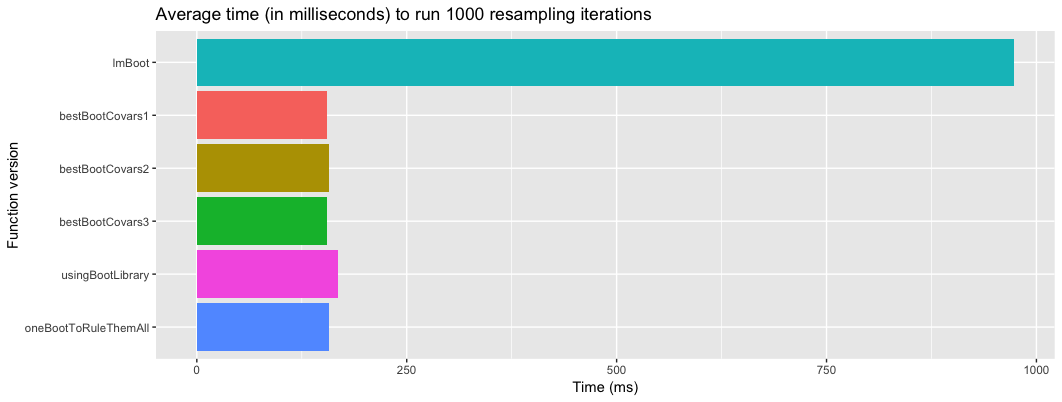 Average time (in milliseconds) to run 1000 resampling iterations
Function version
lmBoot
bestBootCovars1
bestBootCovars2
bestBootCovars3
usingBootLibrary
oneBootToRuleThemAll
0 250 500 750 1000
Time (ms)